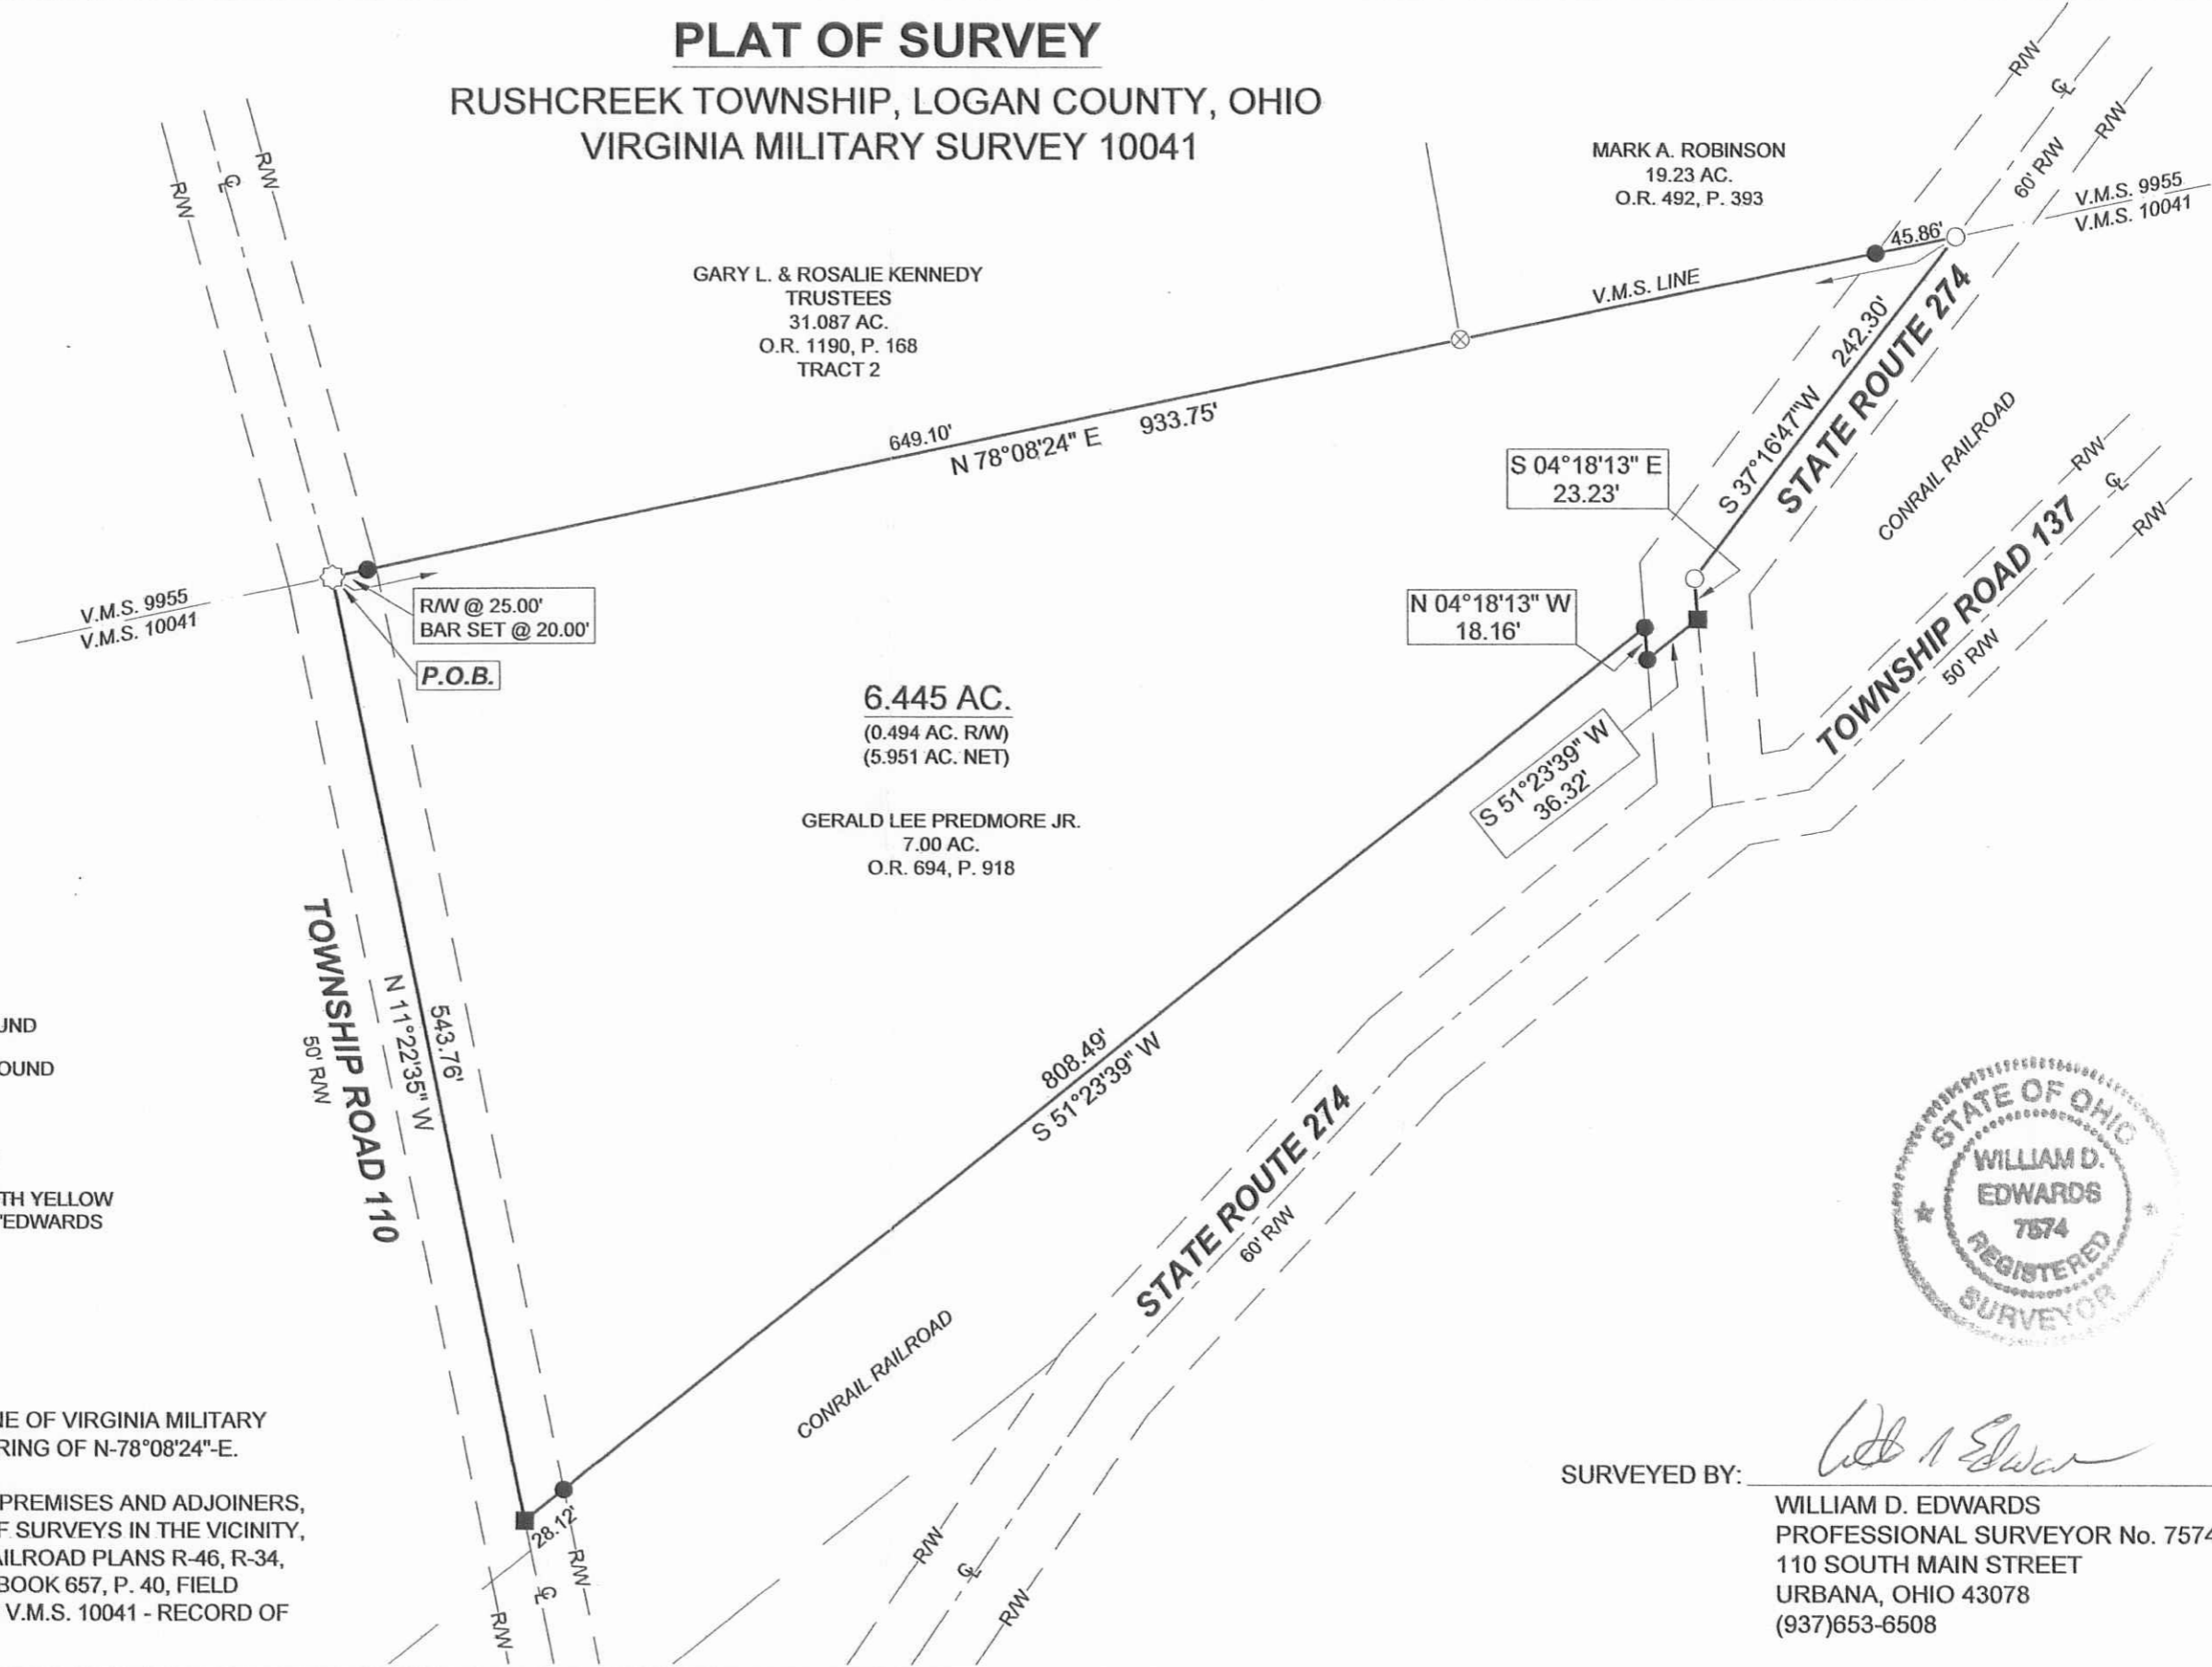 PLAT OF SURVEY
RUSHCREEK TOWNSHIP, LOGAN COUNTY, OHIO
VIRGINIA MILITARY SURVEY 10041
R/W
℄
R/W
R/W
℄
R/W
60' R/W
MARK A. ROBINSON
19.23 AC.
O.R. 492, P. 393
V.M.S. 9955
V.M.S. 10041
45.86'
V.M.S. LINE
GARY L. & ROSALIE KENNEDY
TRUSTEES
31.087 AC.
O.R. 1190, P. 168
TRACT 2
649.10'
N 78°08'24" E 933.75'
S 37°16'47"W 242.30'
STATE ROUTE 274
CONRAIL RAILROAD
S 04°18'13" E
23.23'
R/W
℄
R/W
TOWNSHIP ROAD 137
50' R/W
V.M.S. 9955
V.M.S. 10041
R/W @ 25.00'
BAR SET @ 20.00'
P.O.B.
N 04°18'13" W
18.16'
6.445 AC.
(0.494 AC. R/W)
(5.951 AC. NET)
S 51°23'39" W
36.32'
GERALD LEE PREDMORE JR.
7.00 AC.
O.R. 694, P. 918
TOWNSHIP ROAD 110
50' R/W
N 11°22'35" W
543.76'
808.49'
S 51°23'39" W
STATE ROUTE 274
60' R/W
CONRAIL RAILROAD
UND
OUND
TH YELLOW
"EDWARDS
STATE OF OHIO
WILLIAM D.
EDWARDS
7574
REGISTERED
SURVEYOR
NE OF VIRGINIA MILITARY
RING OF N-78°08'24"-E.
PREMISES AND ADJOINERS,
F SURVEYS IN THE VICINITY,
AILROAD PLANS R-46, R-34,
BOOK 657, P. 40, FIELD
V.M.S. 10041 - RECORD OF
28.12'
R/W
℄
R/W
R/W
℄
R/W
SURVEYED BY:
WILLIAM D. EDWARDS
PROFESSIONAL SURVEYOR No. 7574
110 SOUTH MAIN STREET
URBANA, OHIO 43078
(937)653-6508